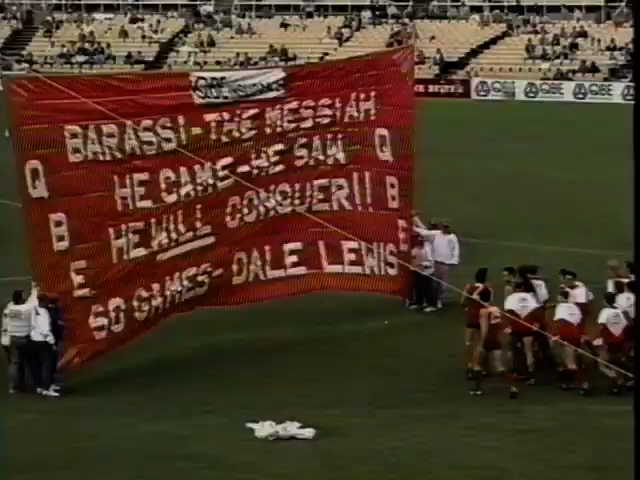 QBE INSURANCE
BARASSI-THE MESSIAH
HE CAME-HE SAW
HE WILL CONQUER!!
50 GAMES-DALE LEWIS
Q
B
E
Q
B
E
QBE
QBE
QBE